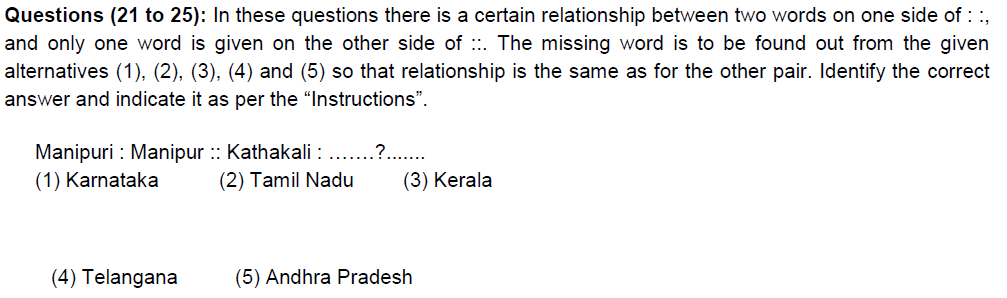 Questions (21 to 25): In these questions there is a certain relationship between two words on one side of : :,
and only one word is given on the other side of ::. The missing word is to be found out from the given
alternatives (1), (2), (3), (4) and (5) so that relationship is the same as for the other pair. Identify the correct
answer and indicate it as per the “Instructions”.
Manipuri : Manipur :: Kathakali : …….?.......
(1) Karnataka (2) Tamil Nadu (3) Kerala
(4) Telangana (5) Andhra Pradesh